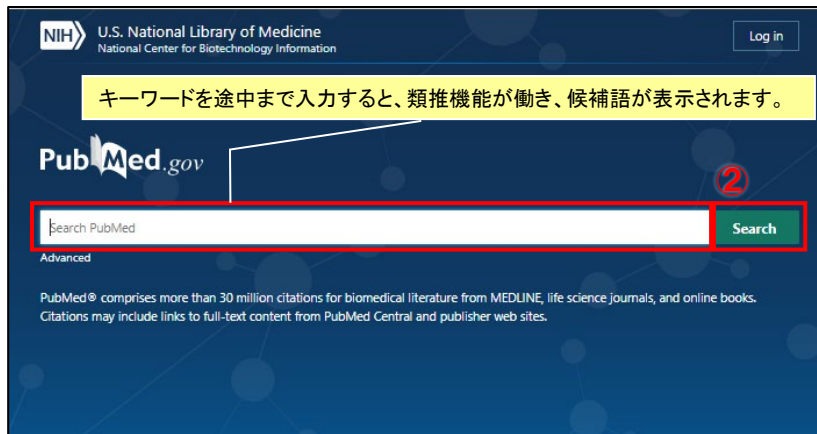 NIH U.S. National Library of Medicine
National Center for Biotechnology Information
Log in
キーワードを途中まで入力すると、類推機能が働き、候補語が表示されます。
PubMed.gov
②
Search PubMed
Search
Advanced
PubMed® comprises more than 30 million citations for biomedical literature from MEDLINE, life science journals, and online books.
Citations may include links to full-text content from PubMed Central and publisher web sites.